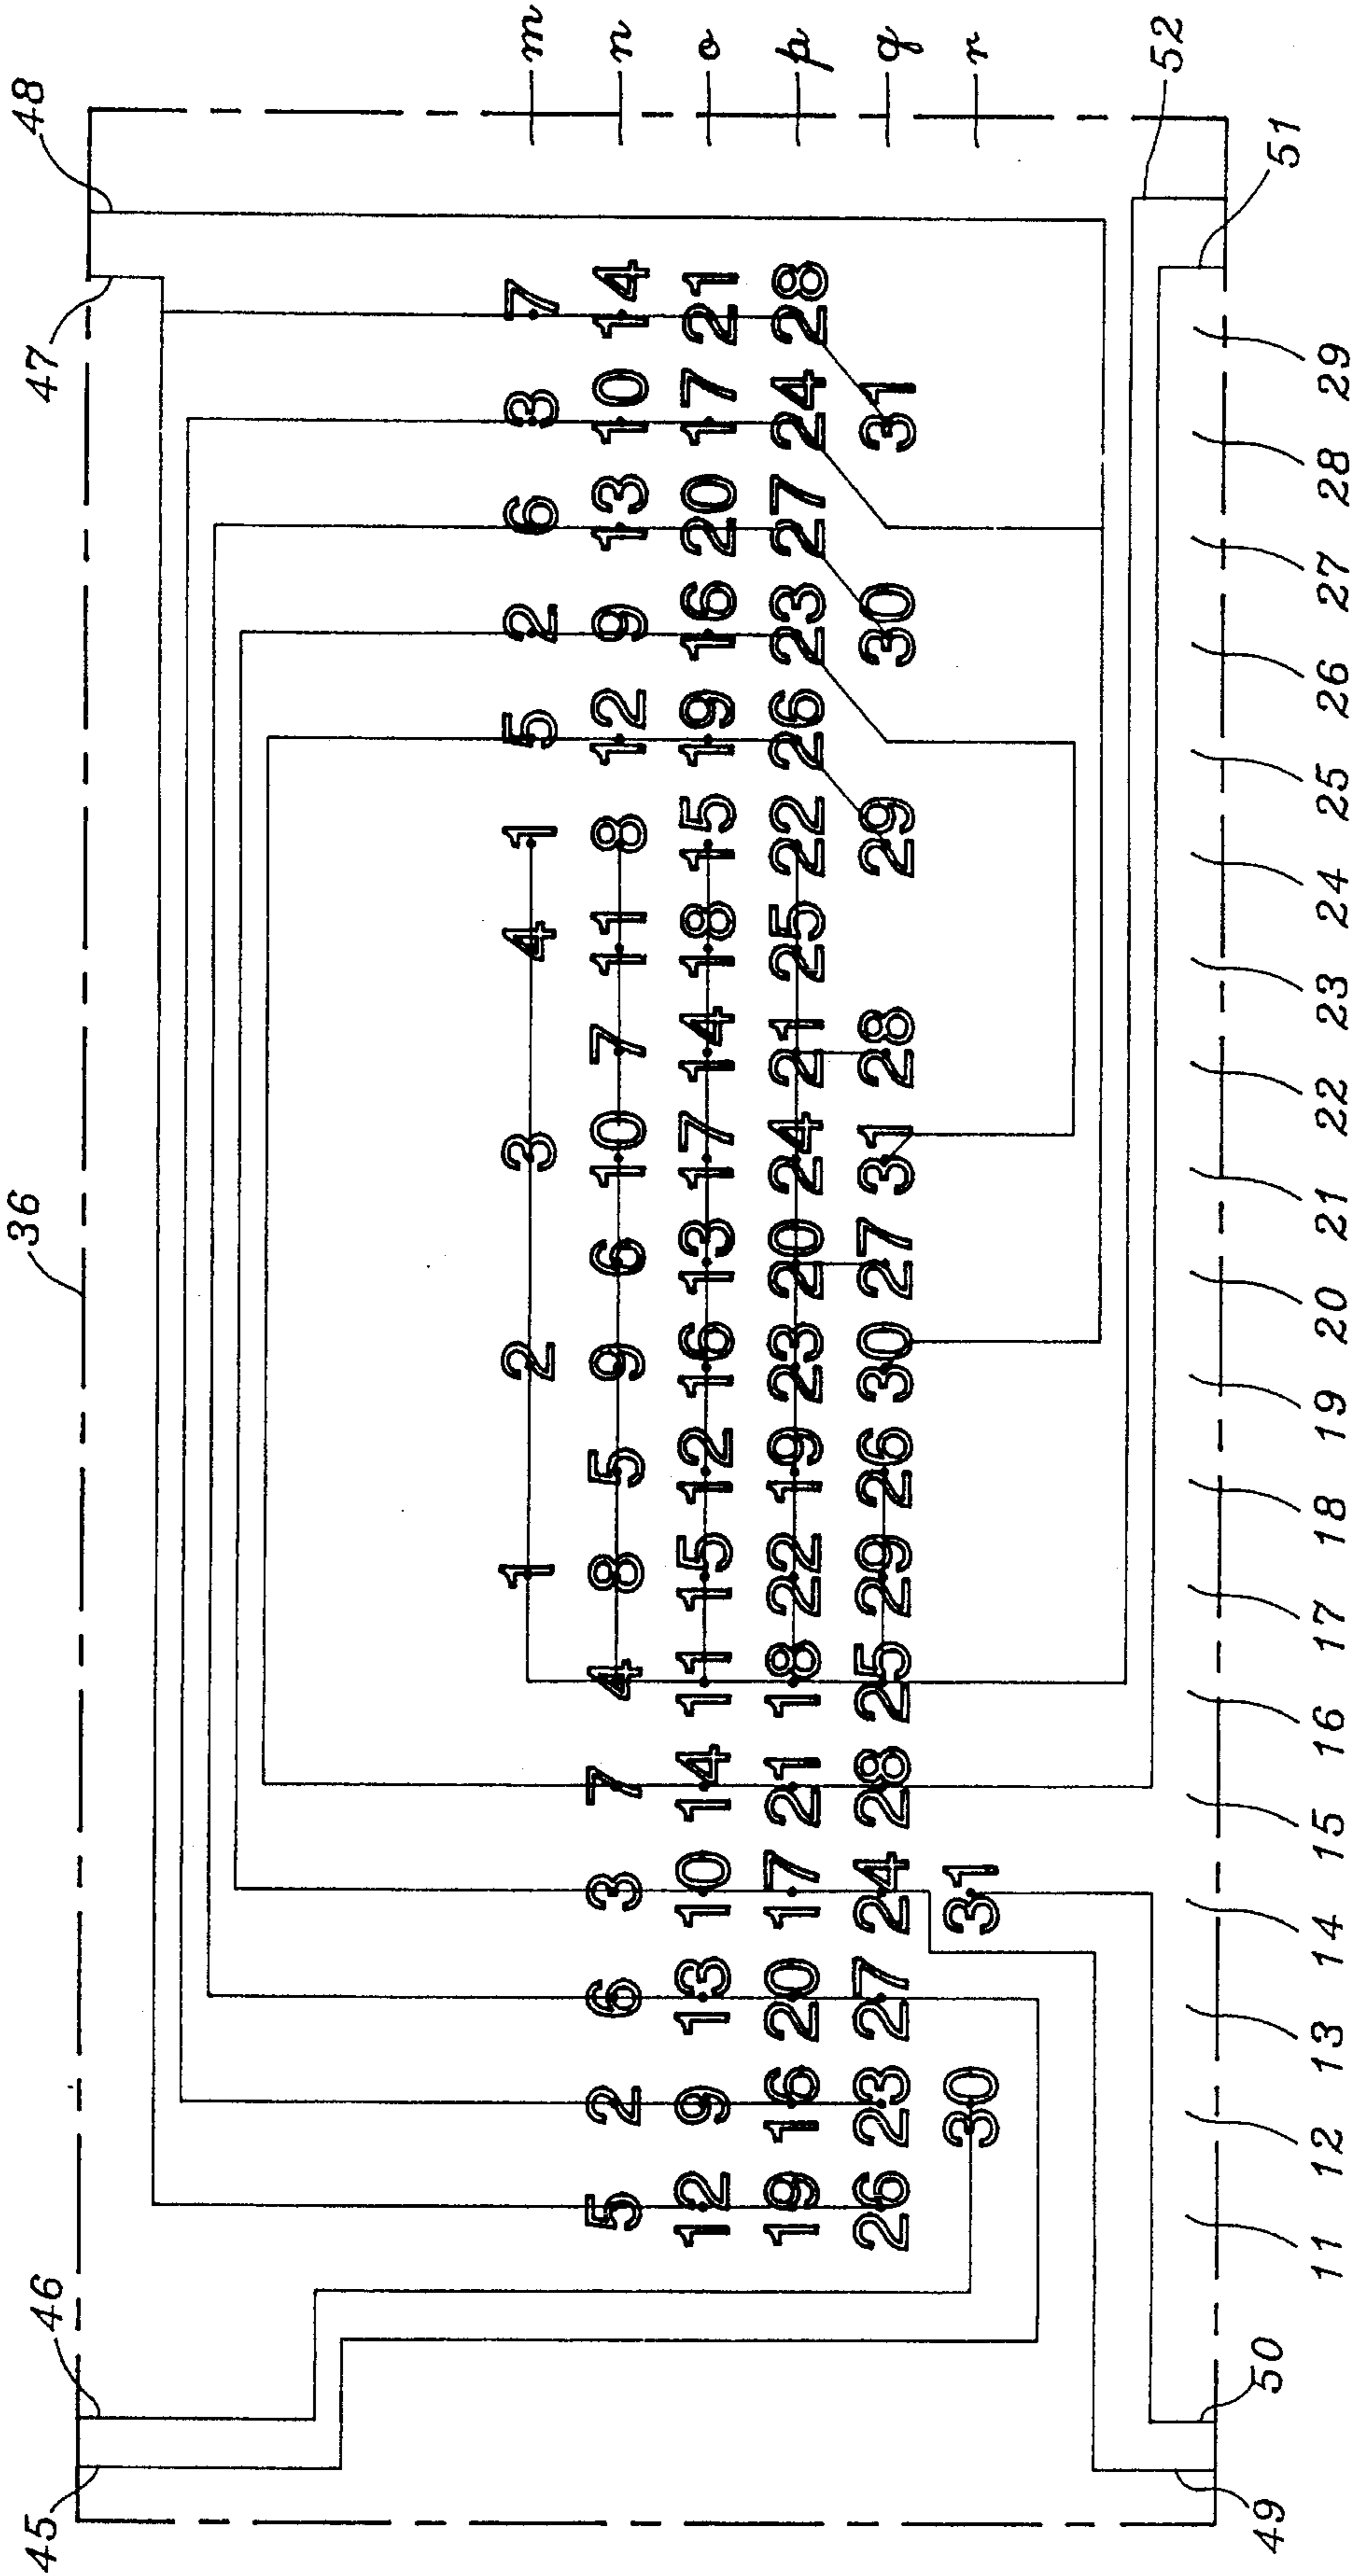 45 46 36 47 48
1 2 3 4 1 5 2 6 3 7 m
5 2 6 3 7 4 8 5 9 6 10 7 11 8 12 9 13 10 14 n
12 9 13 10 14 11 15 12 16 13 17 14 18 15 19 16 20 17 21 o
19 16 20 17 21 18 22 19 23 20 24 21 25 22 26 23 27 24 28 p
26 23 27 24 28 25 29 26 30 27 31 28 29 30 31 q
30 31 r
52
49 50 51
11 12 13 14 15 16 17 18 19 20 21 22 23 24 25 26 27 28 29